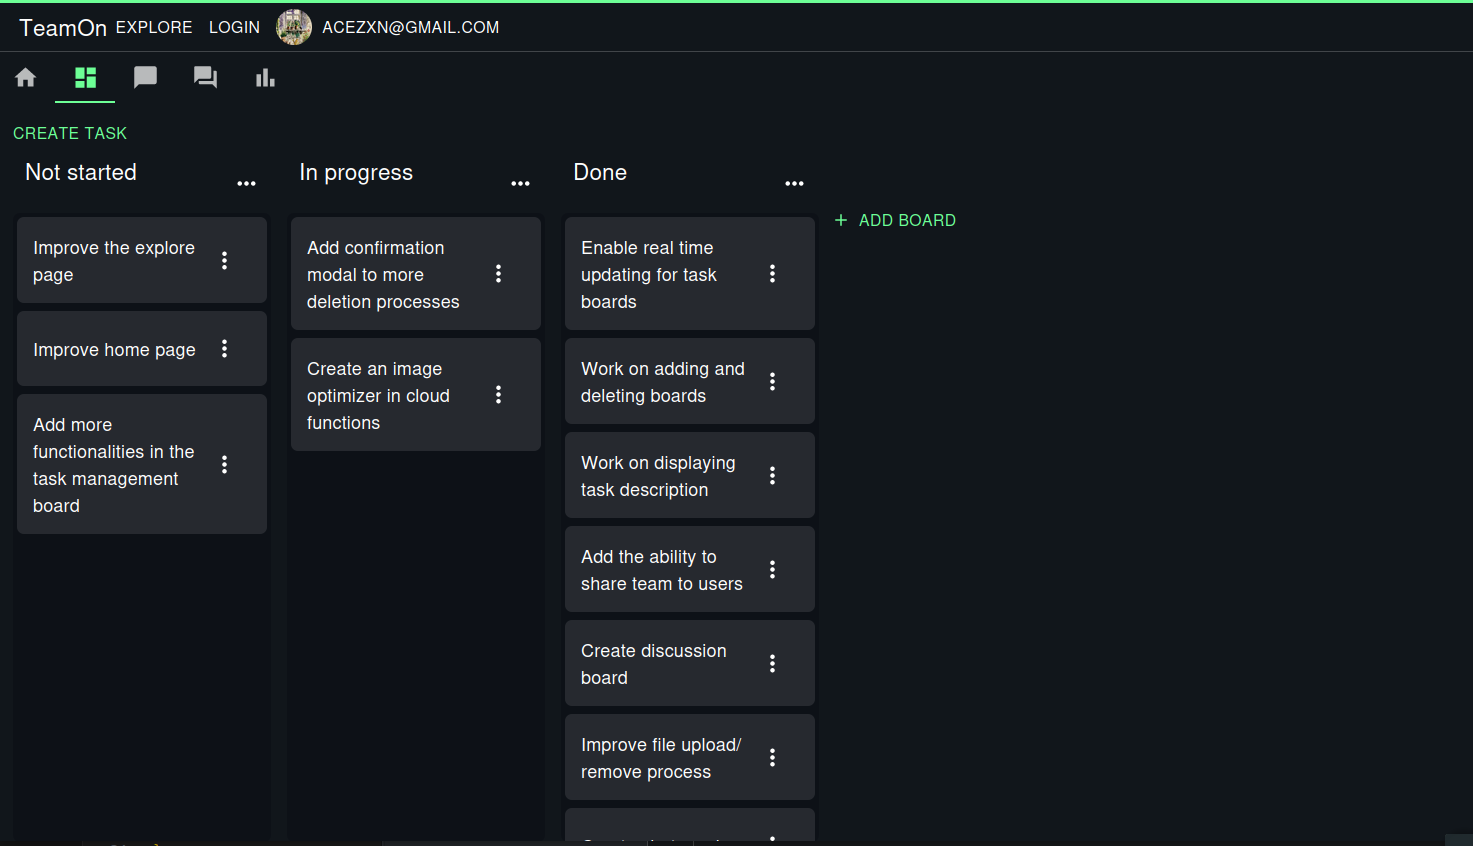 TeamOn EXPLORE LOGIN ACEZXN@GMAIL.COM
CREATE TASK
Not started
Improve the explore
page
Improve home page
Add more
functionalities in the
task management
board
In progress
Add confirmation
modal to more
deletion processes
Create an image
optimizer in cloud
functions
Done
Enable real time
updating for task
boards
Work on adding and
deleting boards
Work on displaying
task description
Add the ability to
share team to users
Create discussion
board
Improve file upload/
remove process
+ ADD BOARD